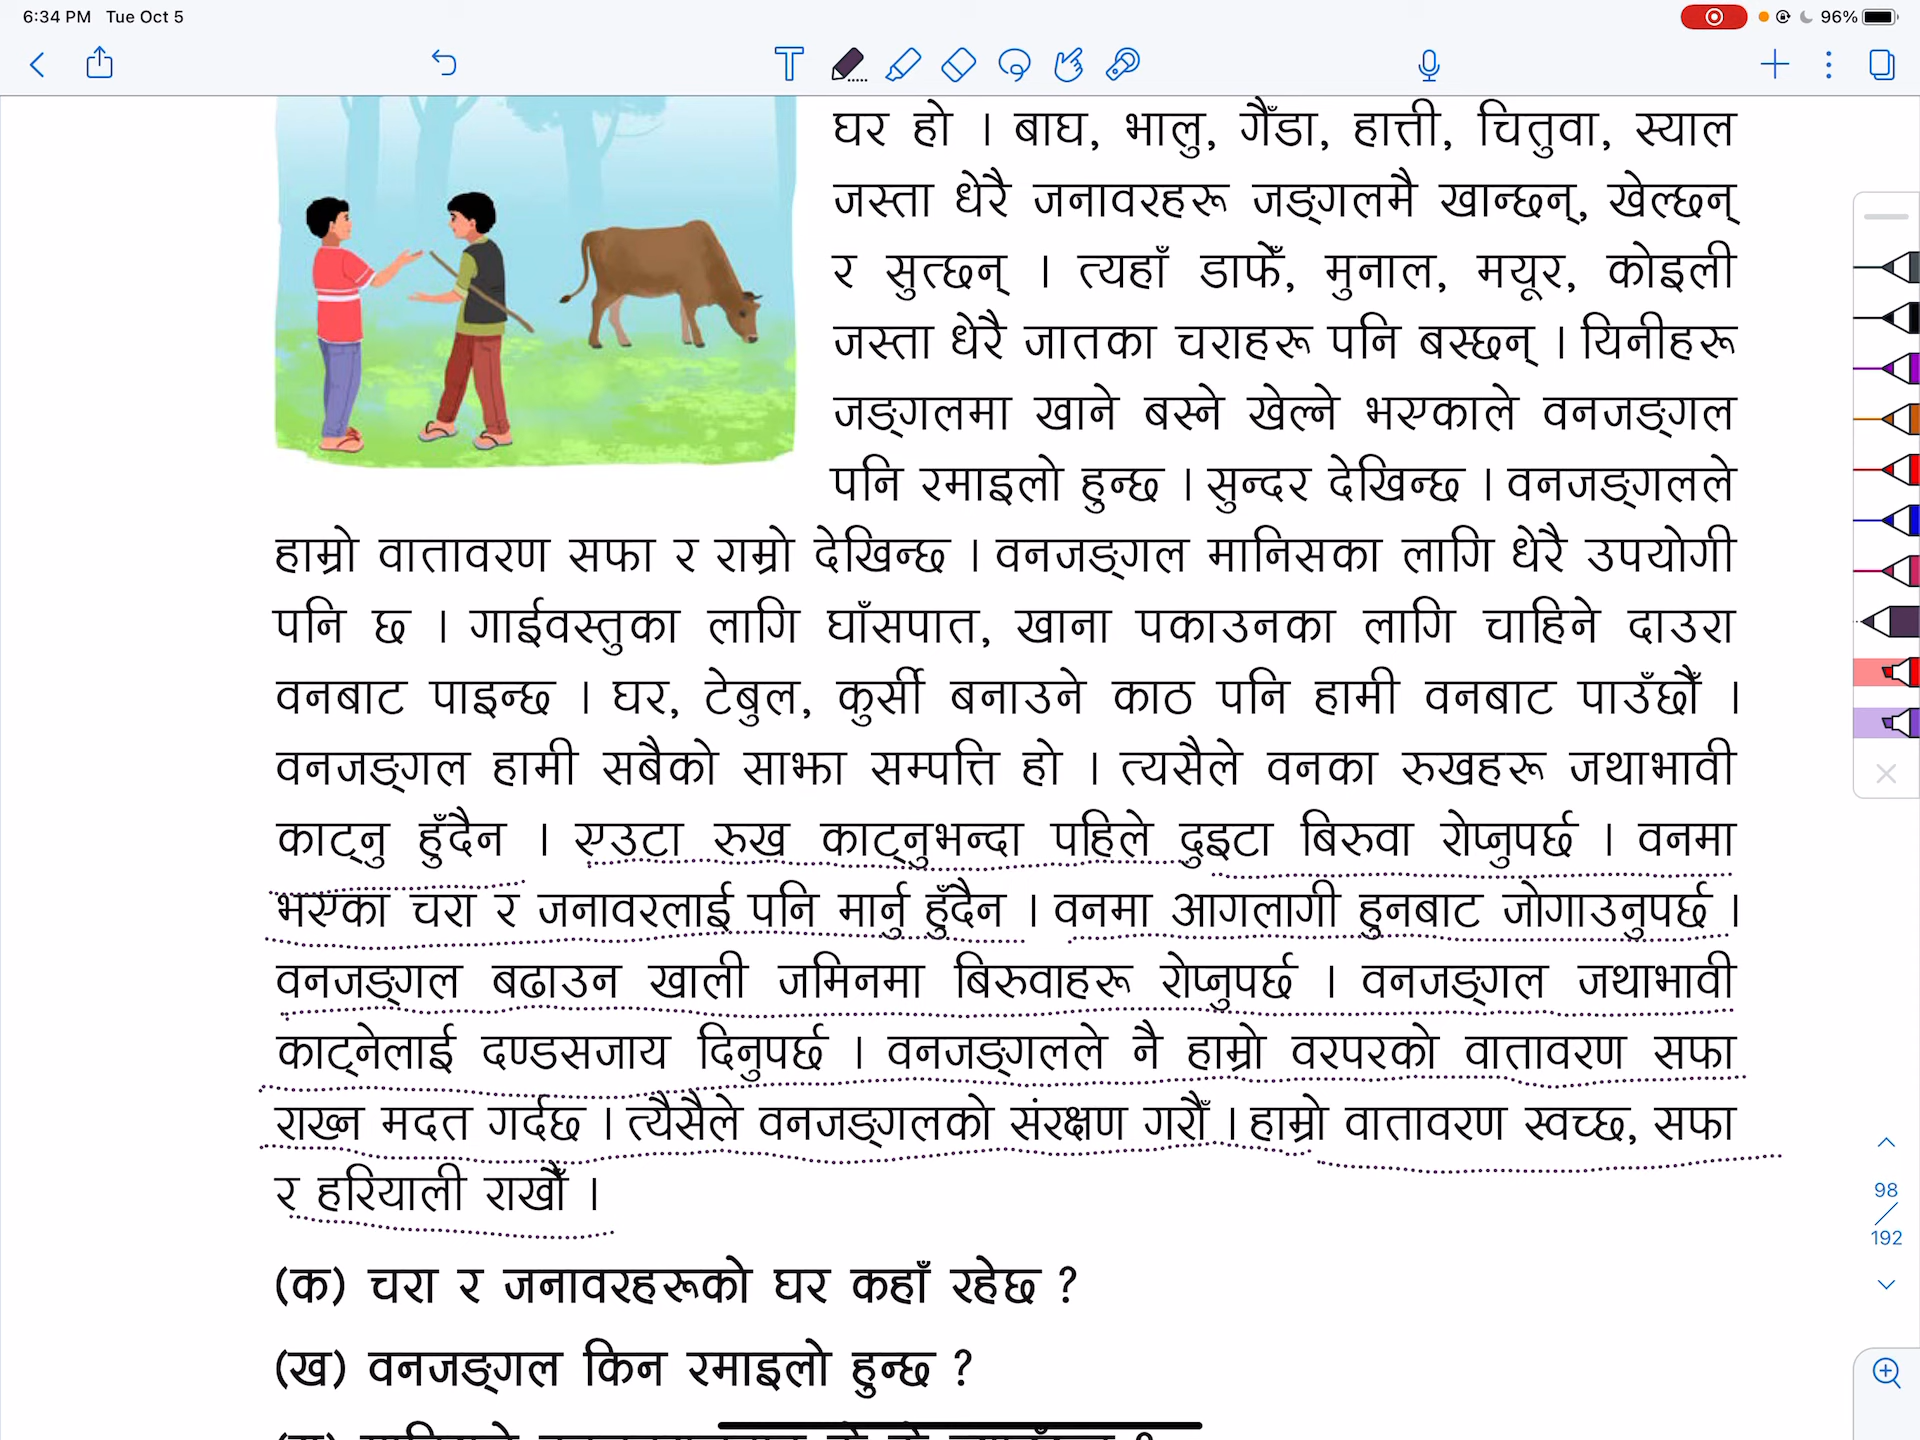 6:34 PM Tue Oct 5
96%
घर हो । बाघ, भालु, गैँडा, हात्ती, चितुवा, स्याल
जस्ता धेरै जनावरहरू जङ्गलमै खान्छन्, खेल्छन्
र सुत्छन् । त्यहाँ डाफेँ, मुनाल, मयूर, कोइली
जस्ता धेरै जातका चराहरू पनि बस्छन् । यिनीहरू
जङ्गलमा खाने बस्ने खेल्ने भएकाले वनजङ्गल
पनि रमाइलो हुन्छ । सुन्दर देखिन्छ । वनजङ्गलले
हाम्रो वातावरण सफा र राम्रो देखिन्छ । वनजङ्गल मानिसका लागि धेरै उपयोगी
पनि छ । गाईवस्तुका लागि घाँसपात, खाना पकाउनका लागि चाहिने दाउरा
वनबाट पाइन्छ । घर, टेबुल, कुर्सी बनाउने काठ पनि हामी वनबाट पाउँछौँ ।
वनजङ्गल हामी सबैको साझा सम्पत्ति हो । त्यसैले वनका रुखहरू जथाभावी
काट्नु हुँदैन । एउटा रुख काट्नुभन्दा पहिले दुइटा बिरुवा रोप्नुपर्छ । वनमा
भएका चरा र जनावरलाई पनि मार्नु हुँदैन । वनमा आगलागी हुनबाट जोगाउनुपर्छ ।
वनजङ्गल बढाउन खाली जमिनमा बिरुवाहरू रोप्नुपर्छ । वनजङ्गल जथाभावी
काट्नेलाई दण्डसजाय दिनुपर्छ । वनजङ्गलले नै हाम्रो वरपरको वातावरण सफा
राख्न मदत गर्दछ । त्यैसैले वनजङ्गलको संरक्षण गरौँ । हाम्रो वातावरण स्वच्छ, सफा
र हरियाली राखौँ ।
(क) चरा र जनावरहरूको घर कहाँ रहेछ ?
(ख) वनजङ्गल किन रमाइलो हुन्छ ?
98
192